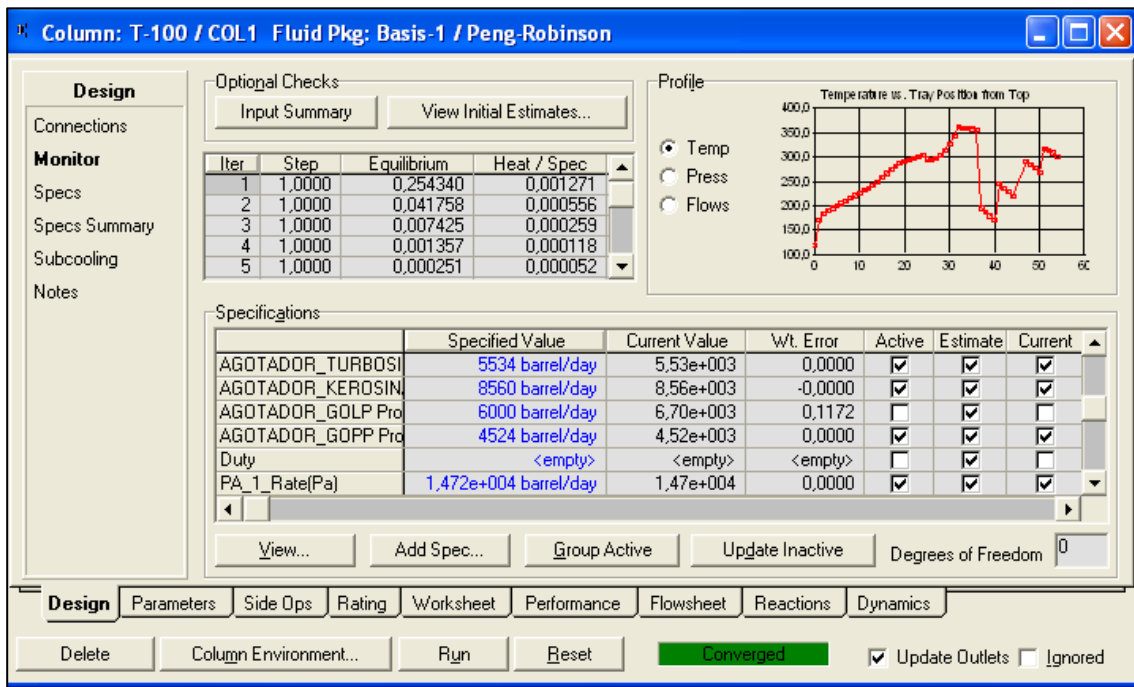 Column: T-100 / COL1 Fluid Pkg: Basis-1 / Peng-Robinson
Design
Connections
Monitor
Specs
Specs Summary
Subcooling
Notes
Optional Checks
Input Summary
View Initial Estimates...
Iter Step Equilibrium Heat / Spec
1 1,0000 0,254340 0,001271
2 1,0000 0,041758 0,000556
3 1,0000 0,007425 0,000259
4 1,0000 0,001357 0,000118
5 1,0000 0,000251 0,000052
Profile
Temp
Press
Flows
Temperature vs. Tray Position from Top
400,0
350,0
300,0
250,0
200,0
150,0
100,0
0 10 20 30 40 50 60
Specifications
Specified Value Current Value Wt. Error Active Estimate Current
AGOTADOR_TURBOSI 5534 barrel/day 5,53e+003 0,0000
AGOTADOR_KEROSIN 8560 barrel/day 8,56e+003 -0,0000
AGOTADOR_GOLP Pro 6000 barrel/day 6,70e+003 0,1172
AGOTADOR_GOPP Pro 4524 barrel/day 4,52e+003 0,0000
Duty <empty> <empty> <empty>
PA_1_Rate(Pa) 1,472e+004 barrel/day 1,47e+004 0,0000
View... Add Spec... Group Active Update Inactive Degrees of Freedom 0
Design Parameters Side Ops Rating Worksheet Performance Flowsheet Reactions Dynamics
Delete Column Environment... Run Reset Converged Update Outlets Ignored